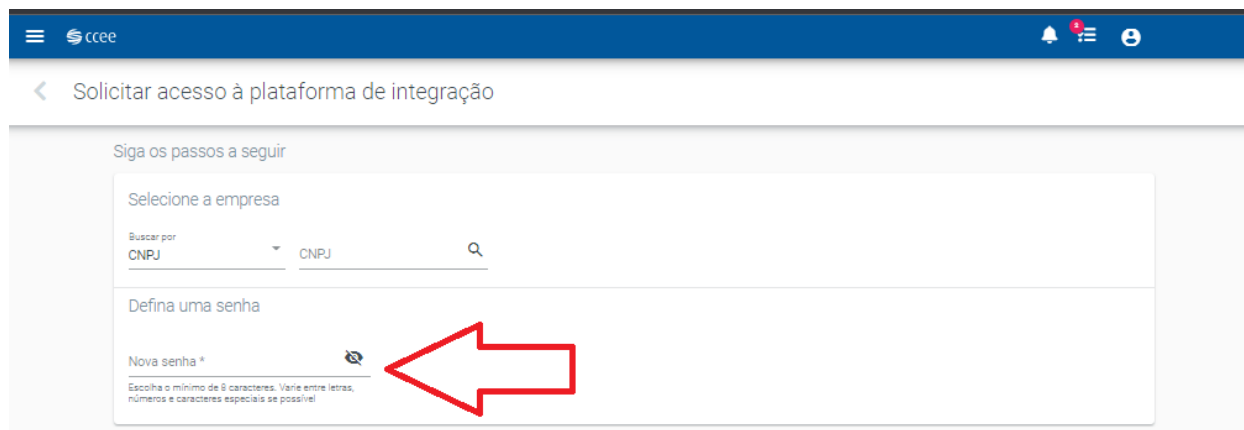 ccee
2
Solicitar acesso à plataforma de integração
Siga os passos a seguir
Selecione a empresa
Buscar por
CNPJ
CNPJ
Defina uma senha
Nova senha *
Escolha o mínimo de 8 caracteres. Varie entre letras,
números e caracteres especiais se possível